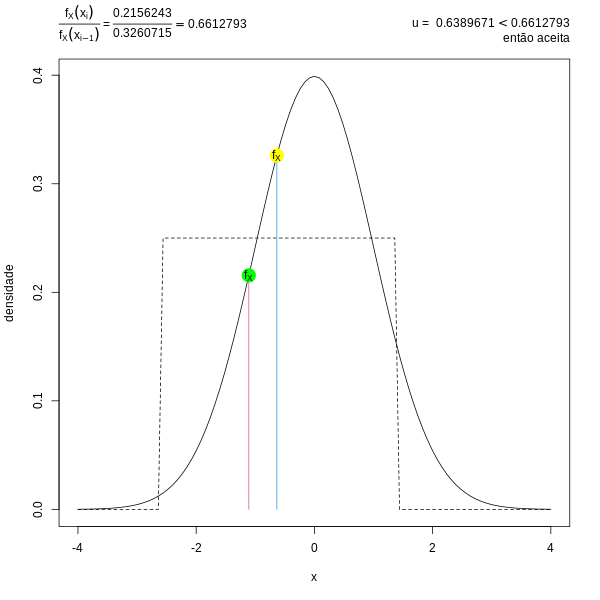 fX(xi) / fX(xi−1) = 0.2156243 / 0.3260715 = 0.6612793
u = 0.6389671 < 0.6612793
então aceita
0.4
0.3
0.2
0.1
0.0
densidade
fX
fX
-4 -2 0 2 4
x